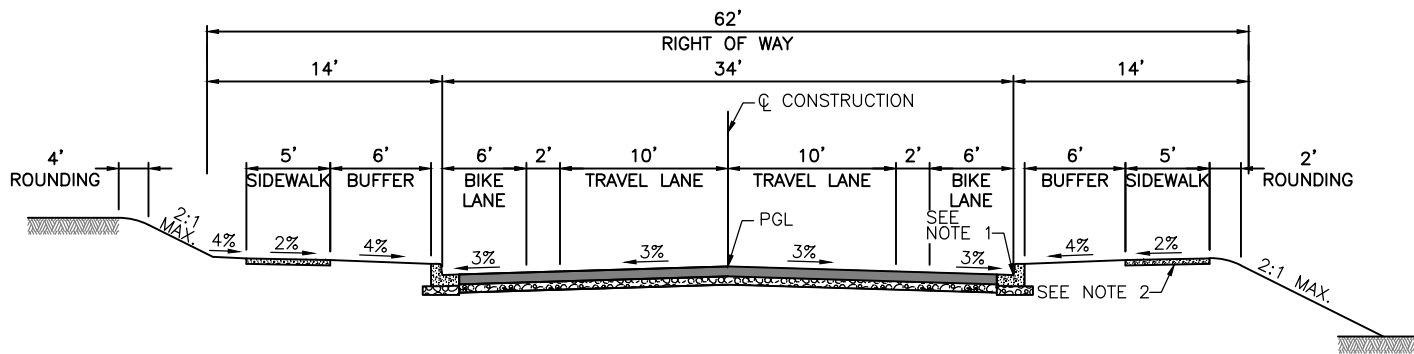 62'
RIGHT OF WAY
14'
34'
14'
℄ CONSTRUCTION
4'
ROUNDING
5'
SIDEWALK
6'
BUFFER
6'
BIKE
LANE
2'
10'
TRAVEL LANE
10'
TRAVEL LANE
2'
6'
BIKE
LANE
6'
BUFFER
5'
SIDEWALK
2'
ROUNDING
SEE
NOTE 1
PGL
2:1
MAX.
4%
2%
4%
3%
3%
3%
3%
4%
2%
2:1 MAX.
SEE NOTE 2